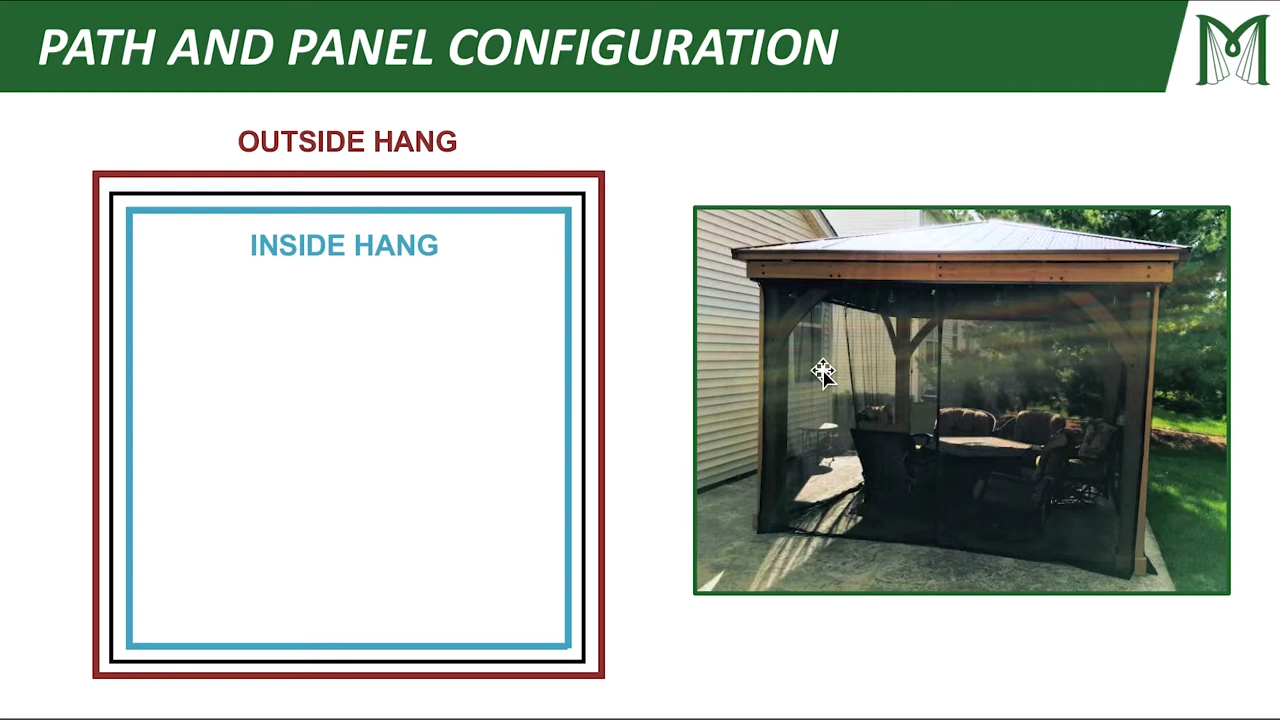 PATH AND PANEL CONFIGURATION
M
OUTSIDE HANG
INSIDE HANG